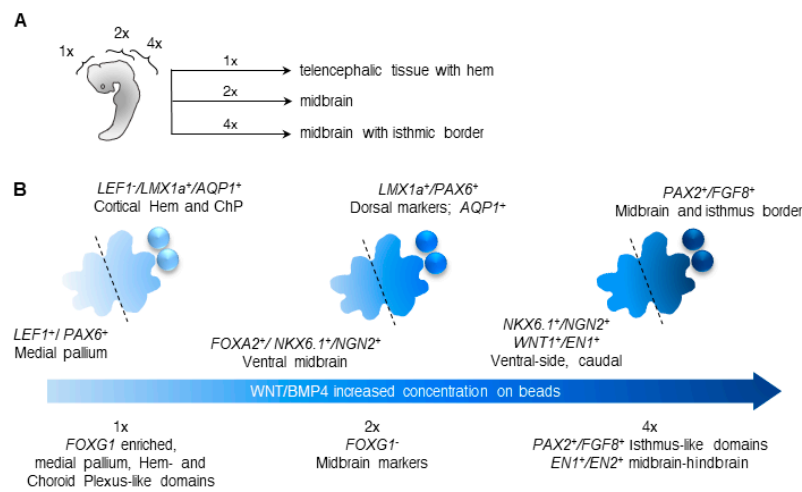 A
1x
2x
4x
1x
telencephalic tissue with hem
2x
midbrain
4x
midbrain with isthmic border
B
LEF1⁻/LMX1a⁺/AQP1⁺
Cortical Hem and ChP
LMX1a⁺/PAX6⁺
Dorsal markers; AQP1⁺
PAX2⁺/FGF8⁺
Midbrain and isthmus border
LEF1⁺/ PAX6⁺
Medial pallium
FOXA2⁺/ NKX6.1⁺/NGN2⁺
Ventral midbrain
NKX6.1⁺/NGN2⁺
WNT1⁺/EN1⁺
Ventral-side, caudal
WNT/BMP4 increased concentration on beads
1x
FOXG1 enriched,
medial pallium, Hem- and
Choroid Plexus-like domains
2x
FOXG1⁻
Midbrain markers
4x
PAX2⁺/FGF8⁺ Isthmus-like domains
EN1⁺/EN2⁺ midbrain-hindbrain